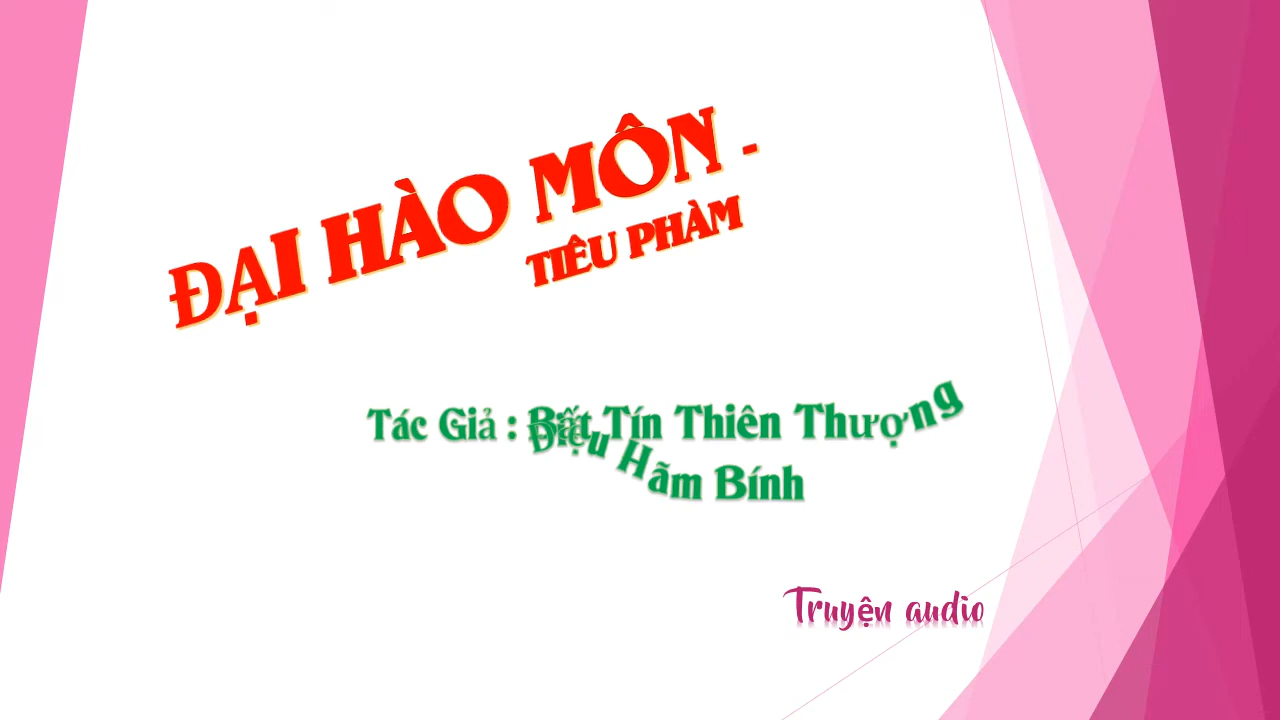 ĐẠI HÀO MÔN -
TIÊU PHÀM
Tác Giả : Bất Tín Thiên Thượng
Điệu Hãm Bính
Truyện audio